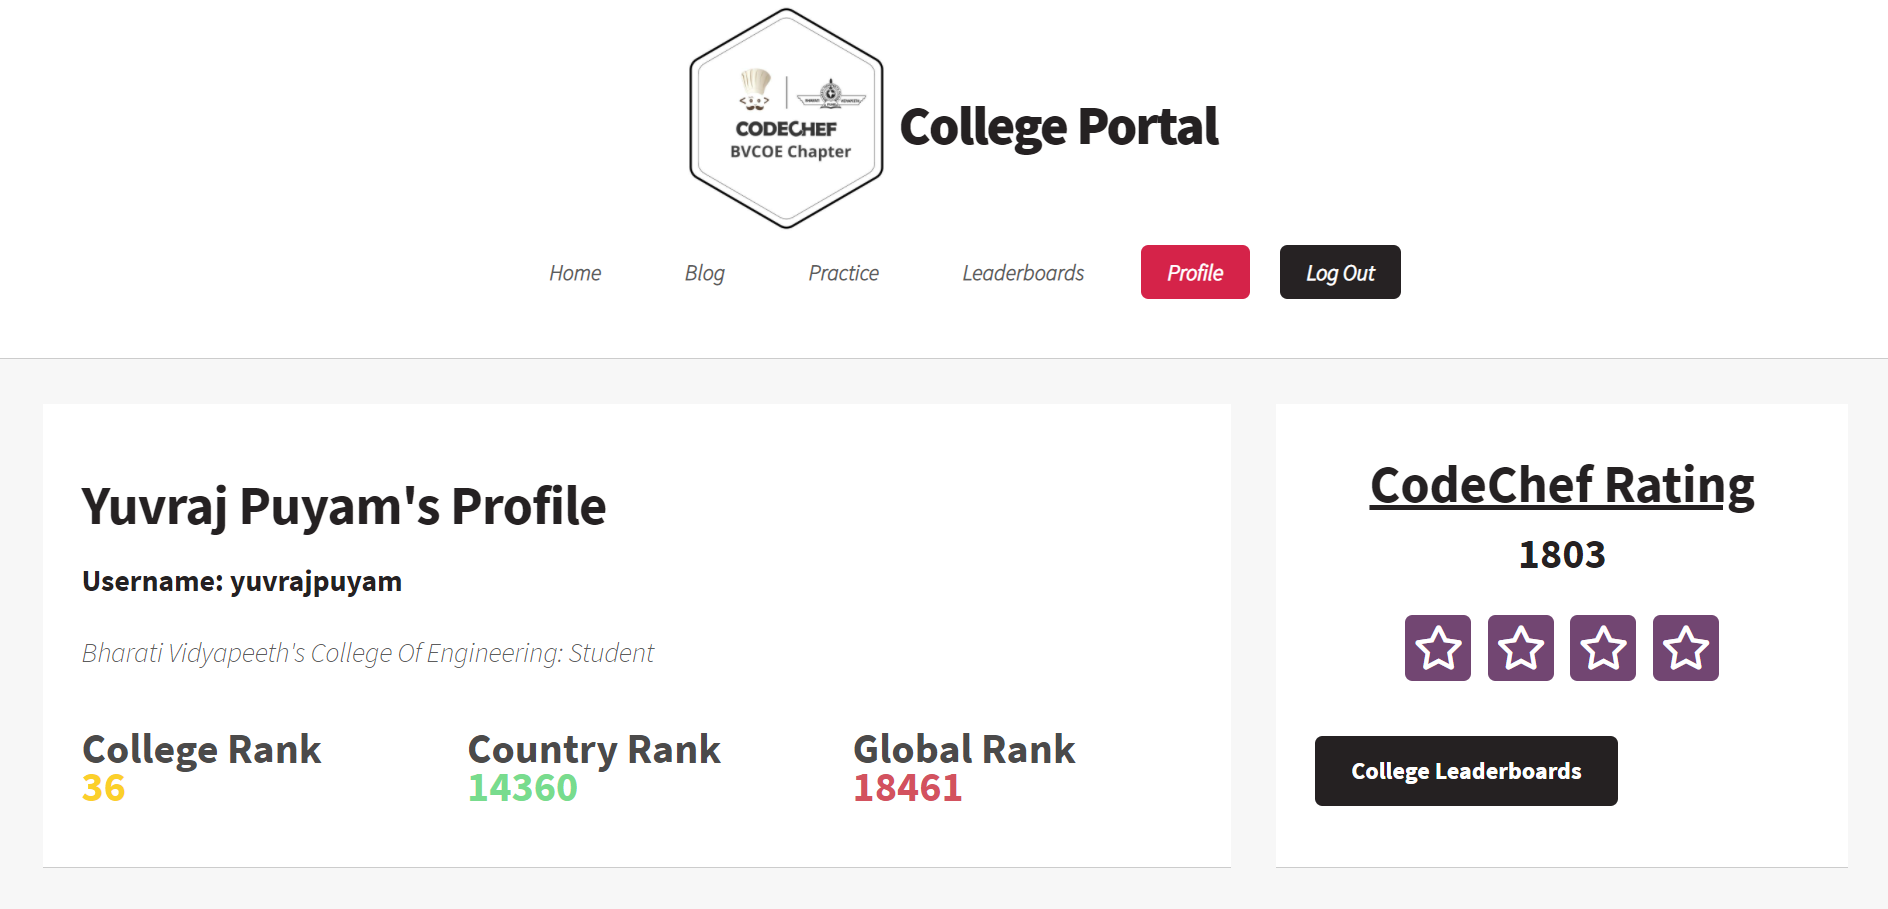 CODECHEF
BVCOE Chapter
College Portal
Home Blog Practice Leaderboards Profile Log Out
Yuvraj Puyam's Profile
Username: yuvrajpuyam
Bharati Vidyapeeth's College Of Engineering: Student
College Rank Country Rank Global Rank
36 14360 18461
CodeChef Rating
1803
College Leaderboards